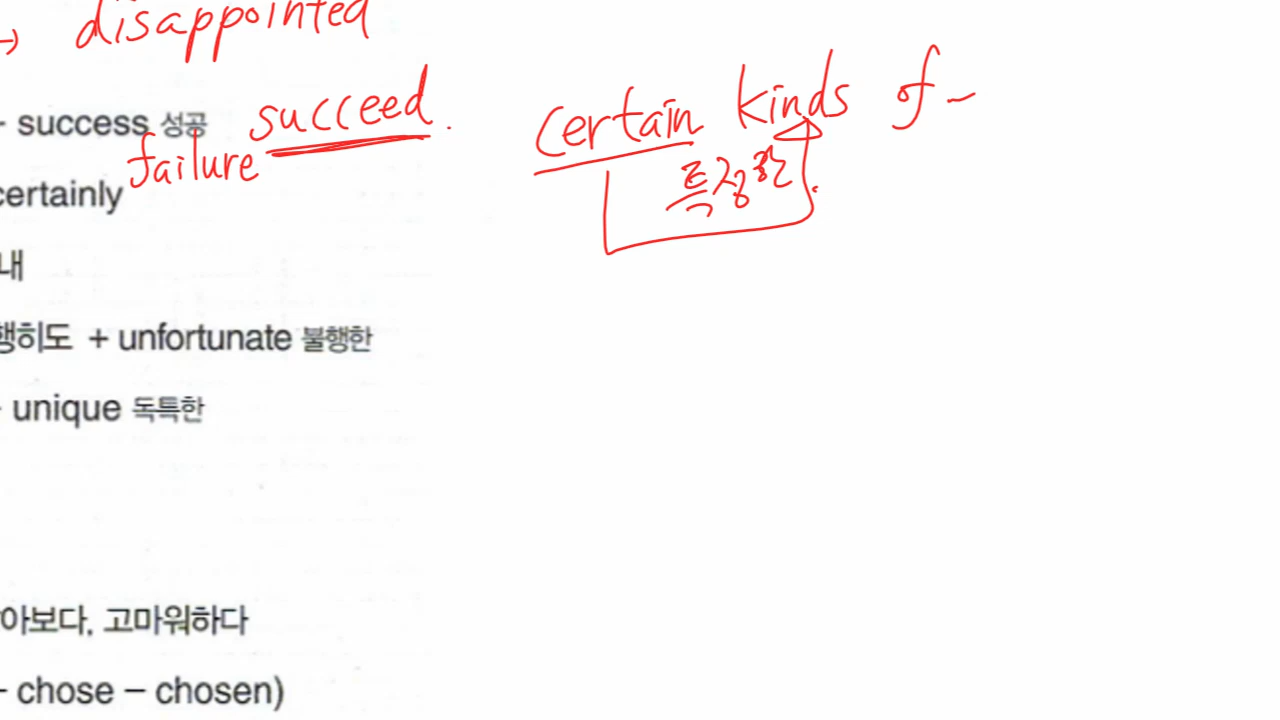 → disappointed
- success 성공 succeed.
failure
certainly
certain kinds of ~
특정한
내
행히도 + unfortunate 불행한
unique 독특한
아보다, 고마워하다
- chose – chosen)